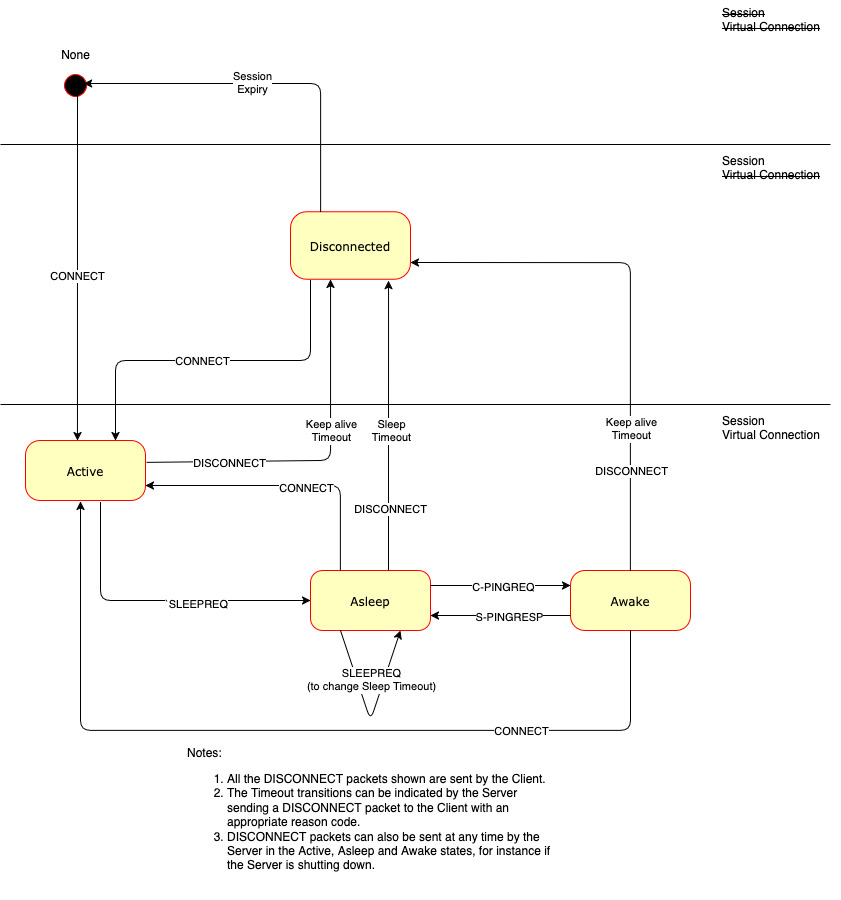 Session
Virtual Connection
None
Session
Expiry
Session
Virtual Connection
Disconnected
CONNECT
CONNECT
Session
Virtual Connection
Keep alive
Timeout
Sleep
Timeout
Keep alive
Timeout
Active
DISCONNECT
DISCONNECT
CONNECT
DISCONNECT
C-PINGREQ
SLEEPREQ
Asleep
Awake
S-PINGRESP
SLEEPREQ
(to change Sleep Timeout)
CONNECT
Notes:
1. All the DISCONNECT packets shown are sent by the Client.
2. The Timeout transitions can be indicated by the Server
sending a DISCONNECT packet to the Client with an
appropriate reason code.
3. DISCONNECT packets can also be sent at any time by the
Server in the Active, Asleep and Awake states, for instance if
the Server is shutting down.